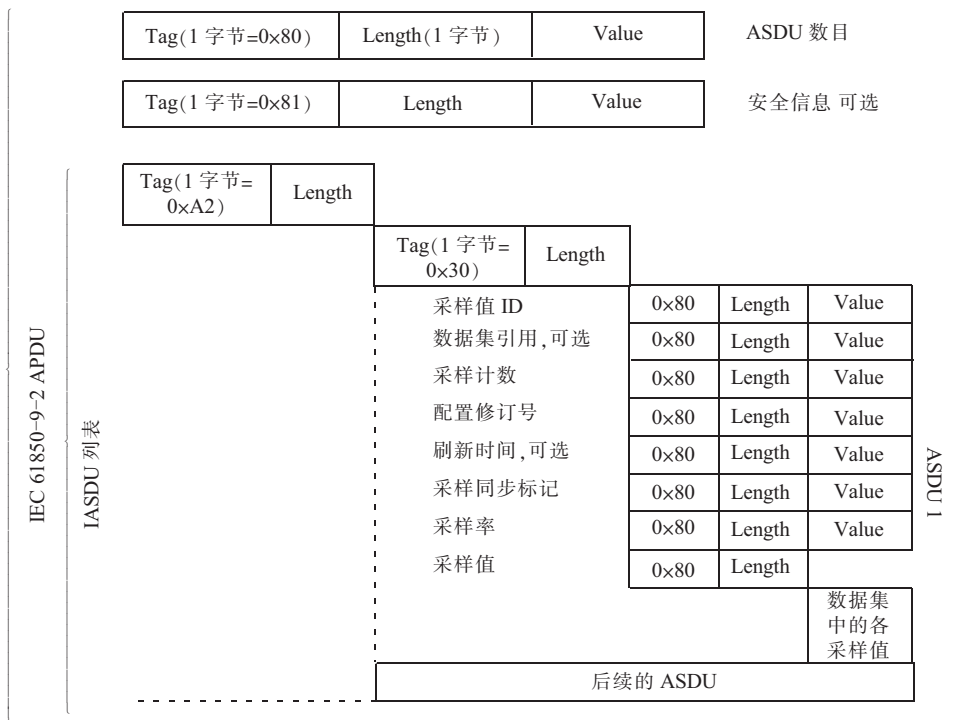 Tag(1 字节=0×80) Length(1 字节) Value ASDU 数目
Tag(1 字节=0×81) Length Value 安全信息 可选
Tag(1 字节=
0×A2)
Length
Tag(1 字节=
0×30)
Length
采样值 ID 0×80 Length Value
数据集引用,可选 0×80 Length Value
采样计数 0×80 Length Value
配置修订号 0×80 Length Value
刷新时间,可选 0×80 Length Value
采样同步标记 0×80 Length Value
采样率 0×80 Length Value
采样值 0×80 Length
数据集
中的各
采样值
后续的 ASDU
IEC 61850-9-2 APDU
IASDU 列表
ASDU 1